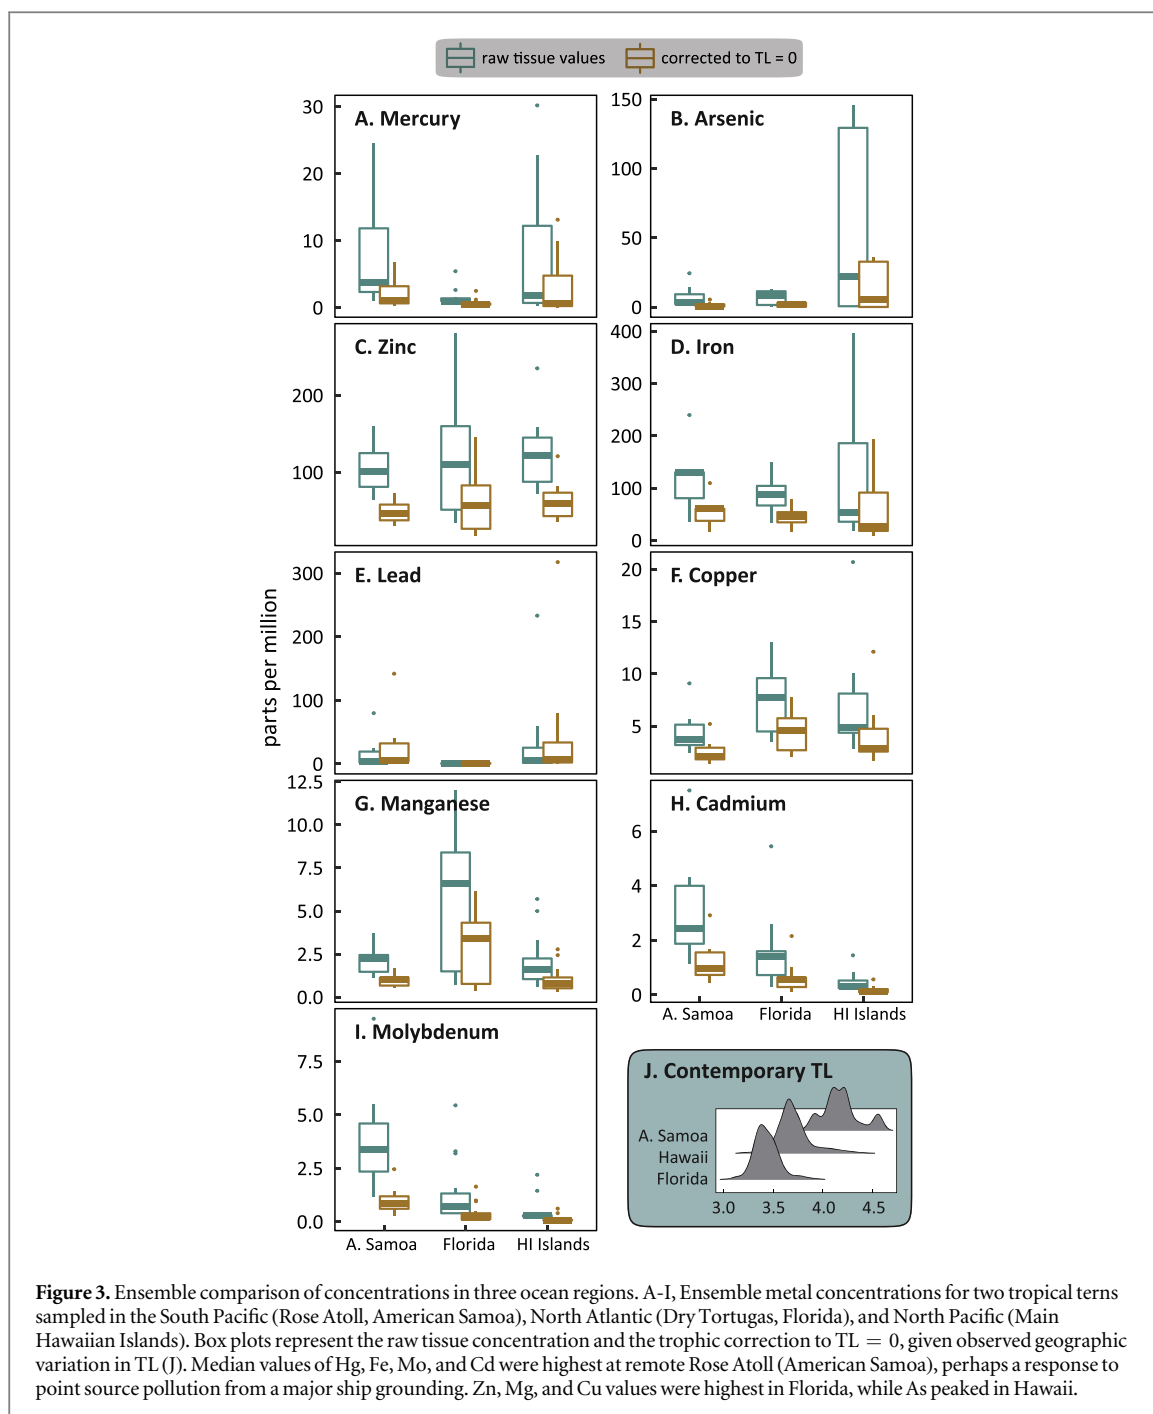 raw tissue values corrected to TL = 0
A. Mercury
30
20
10
0
B. Arsenic
150
100
50
0
C. Zinc
200
100
D. Iron
400
300
200
100
0
parts per million
E. Lead
300
200
100
0
F. Copper
20
15
10
5
G. Manganese
12.5
10.0
7.5
5.0
2.5
0.0
H. Cadmium
6
4
2
0
A. Samoa Florida HI Islands
I. Molybdenum
7.5
5.0
2.5
0.0
A. Samoa Florida HI Islands
J. Contemporary TL
A. Samoa
Hawaii
Florida
3.0 3.5 4.0 4.5
Figure 3. Ensemble comparison of concentrations in three ocean regions. A-I, Ensemble metal concentrations for two tropical terns
sampled in the South Pacific (Rose Atoll, American Samoa), North Atlantic (Dry Tortugas, Florida), and North Pacific (Main
Hawaiian Islands). Box plots represent the raw tissue concentration and the trophic correction to TL = 0, given observed geographic
variation in TL (J). Median values of Hg, Fe, Mo, and Cd were highest at remote Rose Atoll (American Samoa), perhaps a response to
point source pollution from a major ship grounding. Zn, Mg, and Cu values were highest in Florida, while As peaked in Hawaii.